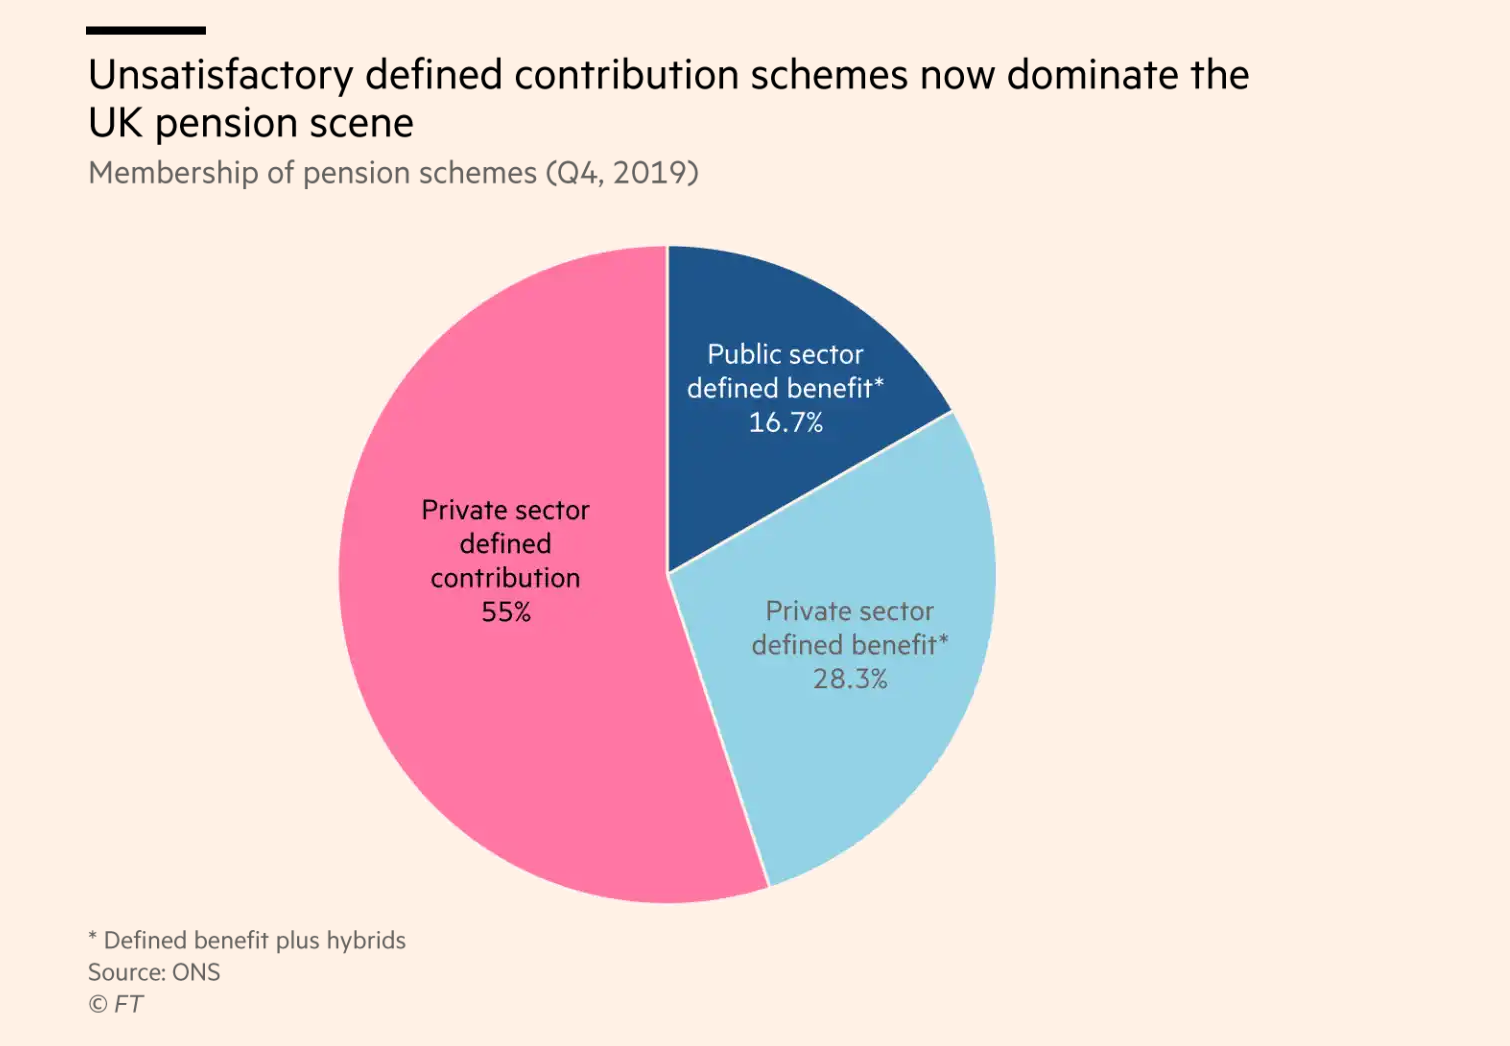 Unsatisfactory defined contribution schemes now dominate the
UK pension scene
Membership of pension schemes (Q4, 2019)
Public sector
defined benefit*
16.7%
Private sector
defined
contribution
55%
Private sector
defined benefit*
28.3%
* Defined benefit plus hybrids
Source: ONS
© FT